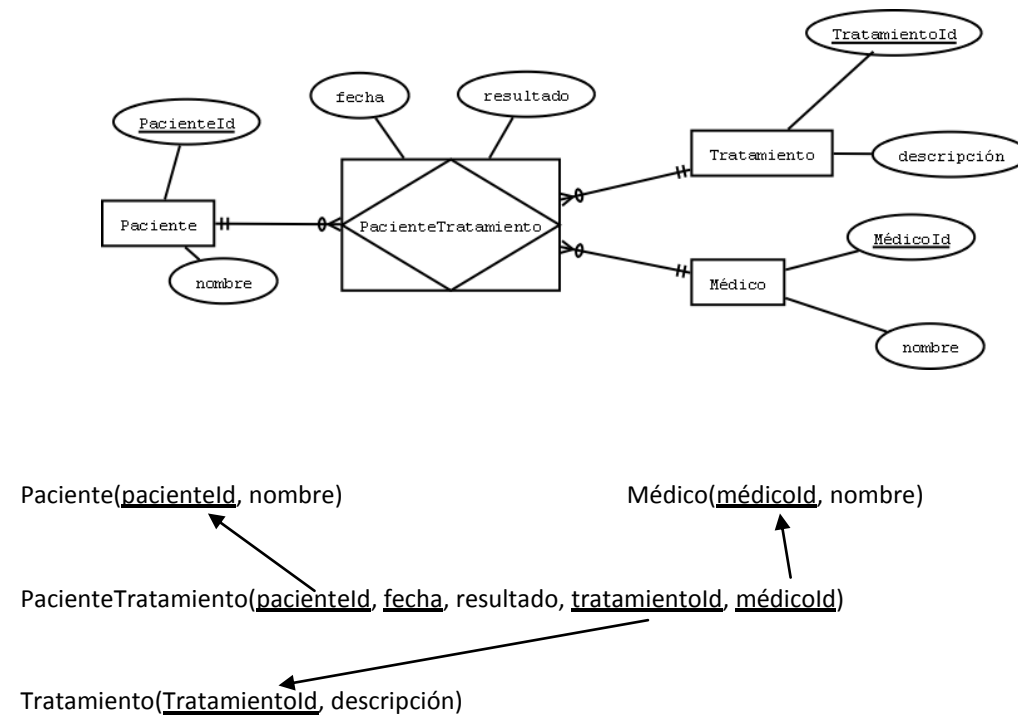 TratamientoId
fecha
resultado
PacienteId
Tratamiento
descripción
Paciente
PacienteTratamiento
MédicoId
nombre
Médico
nombre
Paciente(pacienteId, nombre)
Médico(médicoId, nombre)
PacienteTratamiento(pacienteId, fecha, resultado, tratamientoId, médicoId)
Tratamiento(TratamientoId, descripción)